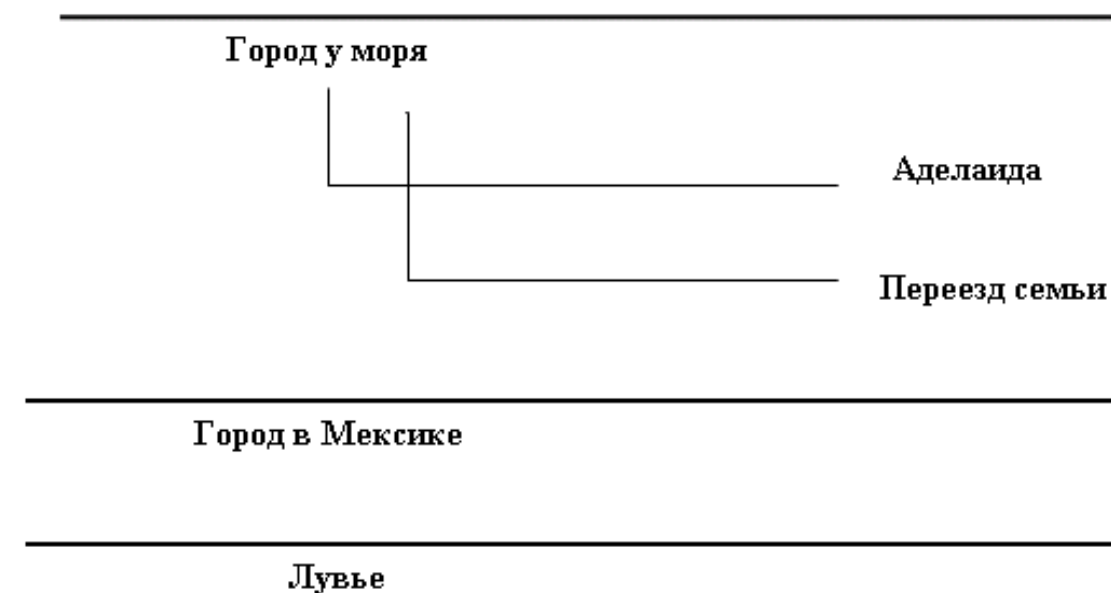 Город у моря
Аделаида
Переезд семьи
Город в Мексике
Лувье